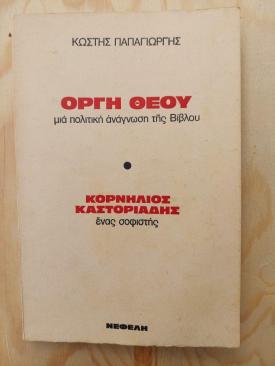 ΚΩΣΤΗΣ ΠΑΠΑΓΙΩΡΓΗΣ
ΟΡΓΗ ΘΕΟΥ
μιά πολιτική ἀνάγνωση τῆς Βίβλου
ΚΟΡΝΗΛΙΟΣ
ΚΑΣΤΟΡΙΑΔΗΣ
ἕνας σοφιστής
ΝΕΦΕΛΗ